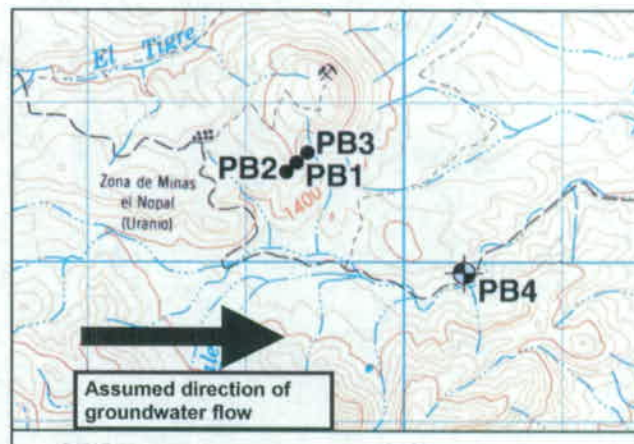 El Tigre
PB3
PB2
PB1
Zona de Minas
el Nopal
(Uranio)
1400
PB4
Assumed direction of
groundwater flow